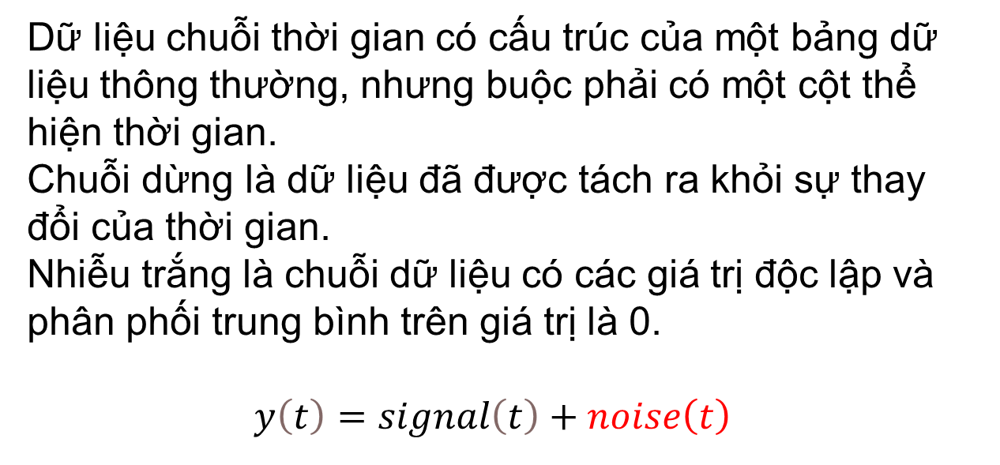 Dữ liệu chuỗi thời gian có cấu trúc của một bảng dữ
liệu thông thường, nhưng buộc phải có một cột thể
hiện thời gian.
Chuỗi dừng là dữ liệu đã được tách ra khỏi sự thay
đổi của thời gian.
Nhiễu trắng là chuỗi dữ liệu có các giá trị độc lập và
phân phối trung bình trên giá trị là 0.
y(t) = signal(t) + noise(t)